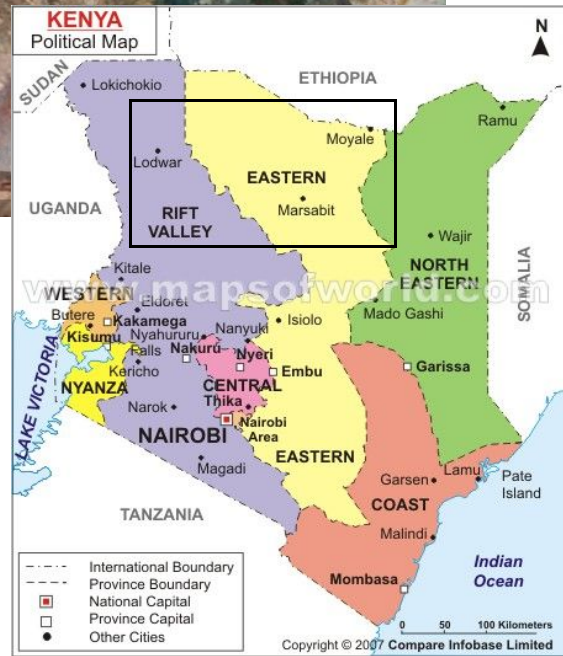 KENYA
Political Map
N
SUDAN
Lokichokio
ETHIOPIA
Ramu
Moyale
Lodwar
EASTERN
Marsabit
UGANDA
RIFT
VALLEY
Wajir
SOMALIA
Kitale
NORTH
EASTERN
www.mapsofworld.com
WESTERN
Eldoret
Butere
Kakamega
Mado Gashi
Isiolo
Kisumu
Nyahururu
Nanyuki
Falls
Nakuru
Nyeri
Kericho
Embu
Garissa
LAKE VICTORIA
NYANZA
CENTRAL
Thika
Narok
Nairobi
Area
NAIROBI
EASTERN
Magadi
Garsen
Lamu
Pate
Island
COAST
TANZANIA
Malindi
Indian
Ocean
Mombasa
International Boundary
Province Boundary
National Capital
Province Capital
Other Cities
0 50 100 Kilometers
Copyright © 2007 Compare Infobase Limited